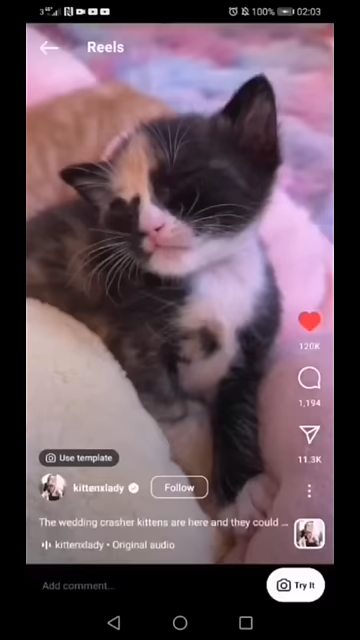 100% 02:03
Reels
120K
1,194
11.3K
Use template
kittenxlady Follow
The wedding crasher kittens are here and they could ...
kittenxlady • Original audio
Add comment...
Try It